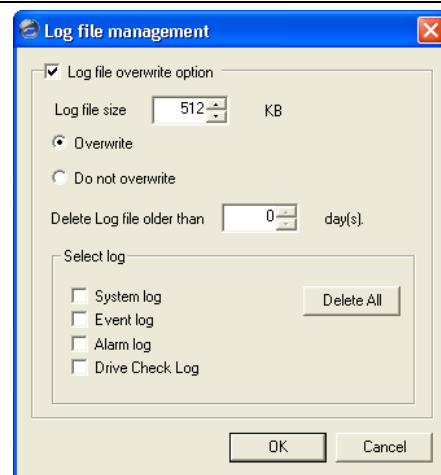 Log file management
Log file overwrite option
Log file size 512 KB
Overwrite
Do not overwrite
Delete Log file older than 0 day(s).
Select log
System log
Delete All
Event log
Alarm log
Drive Check Log
OK Cancel